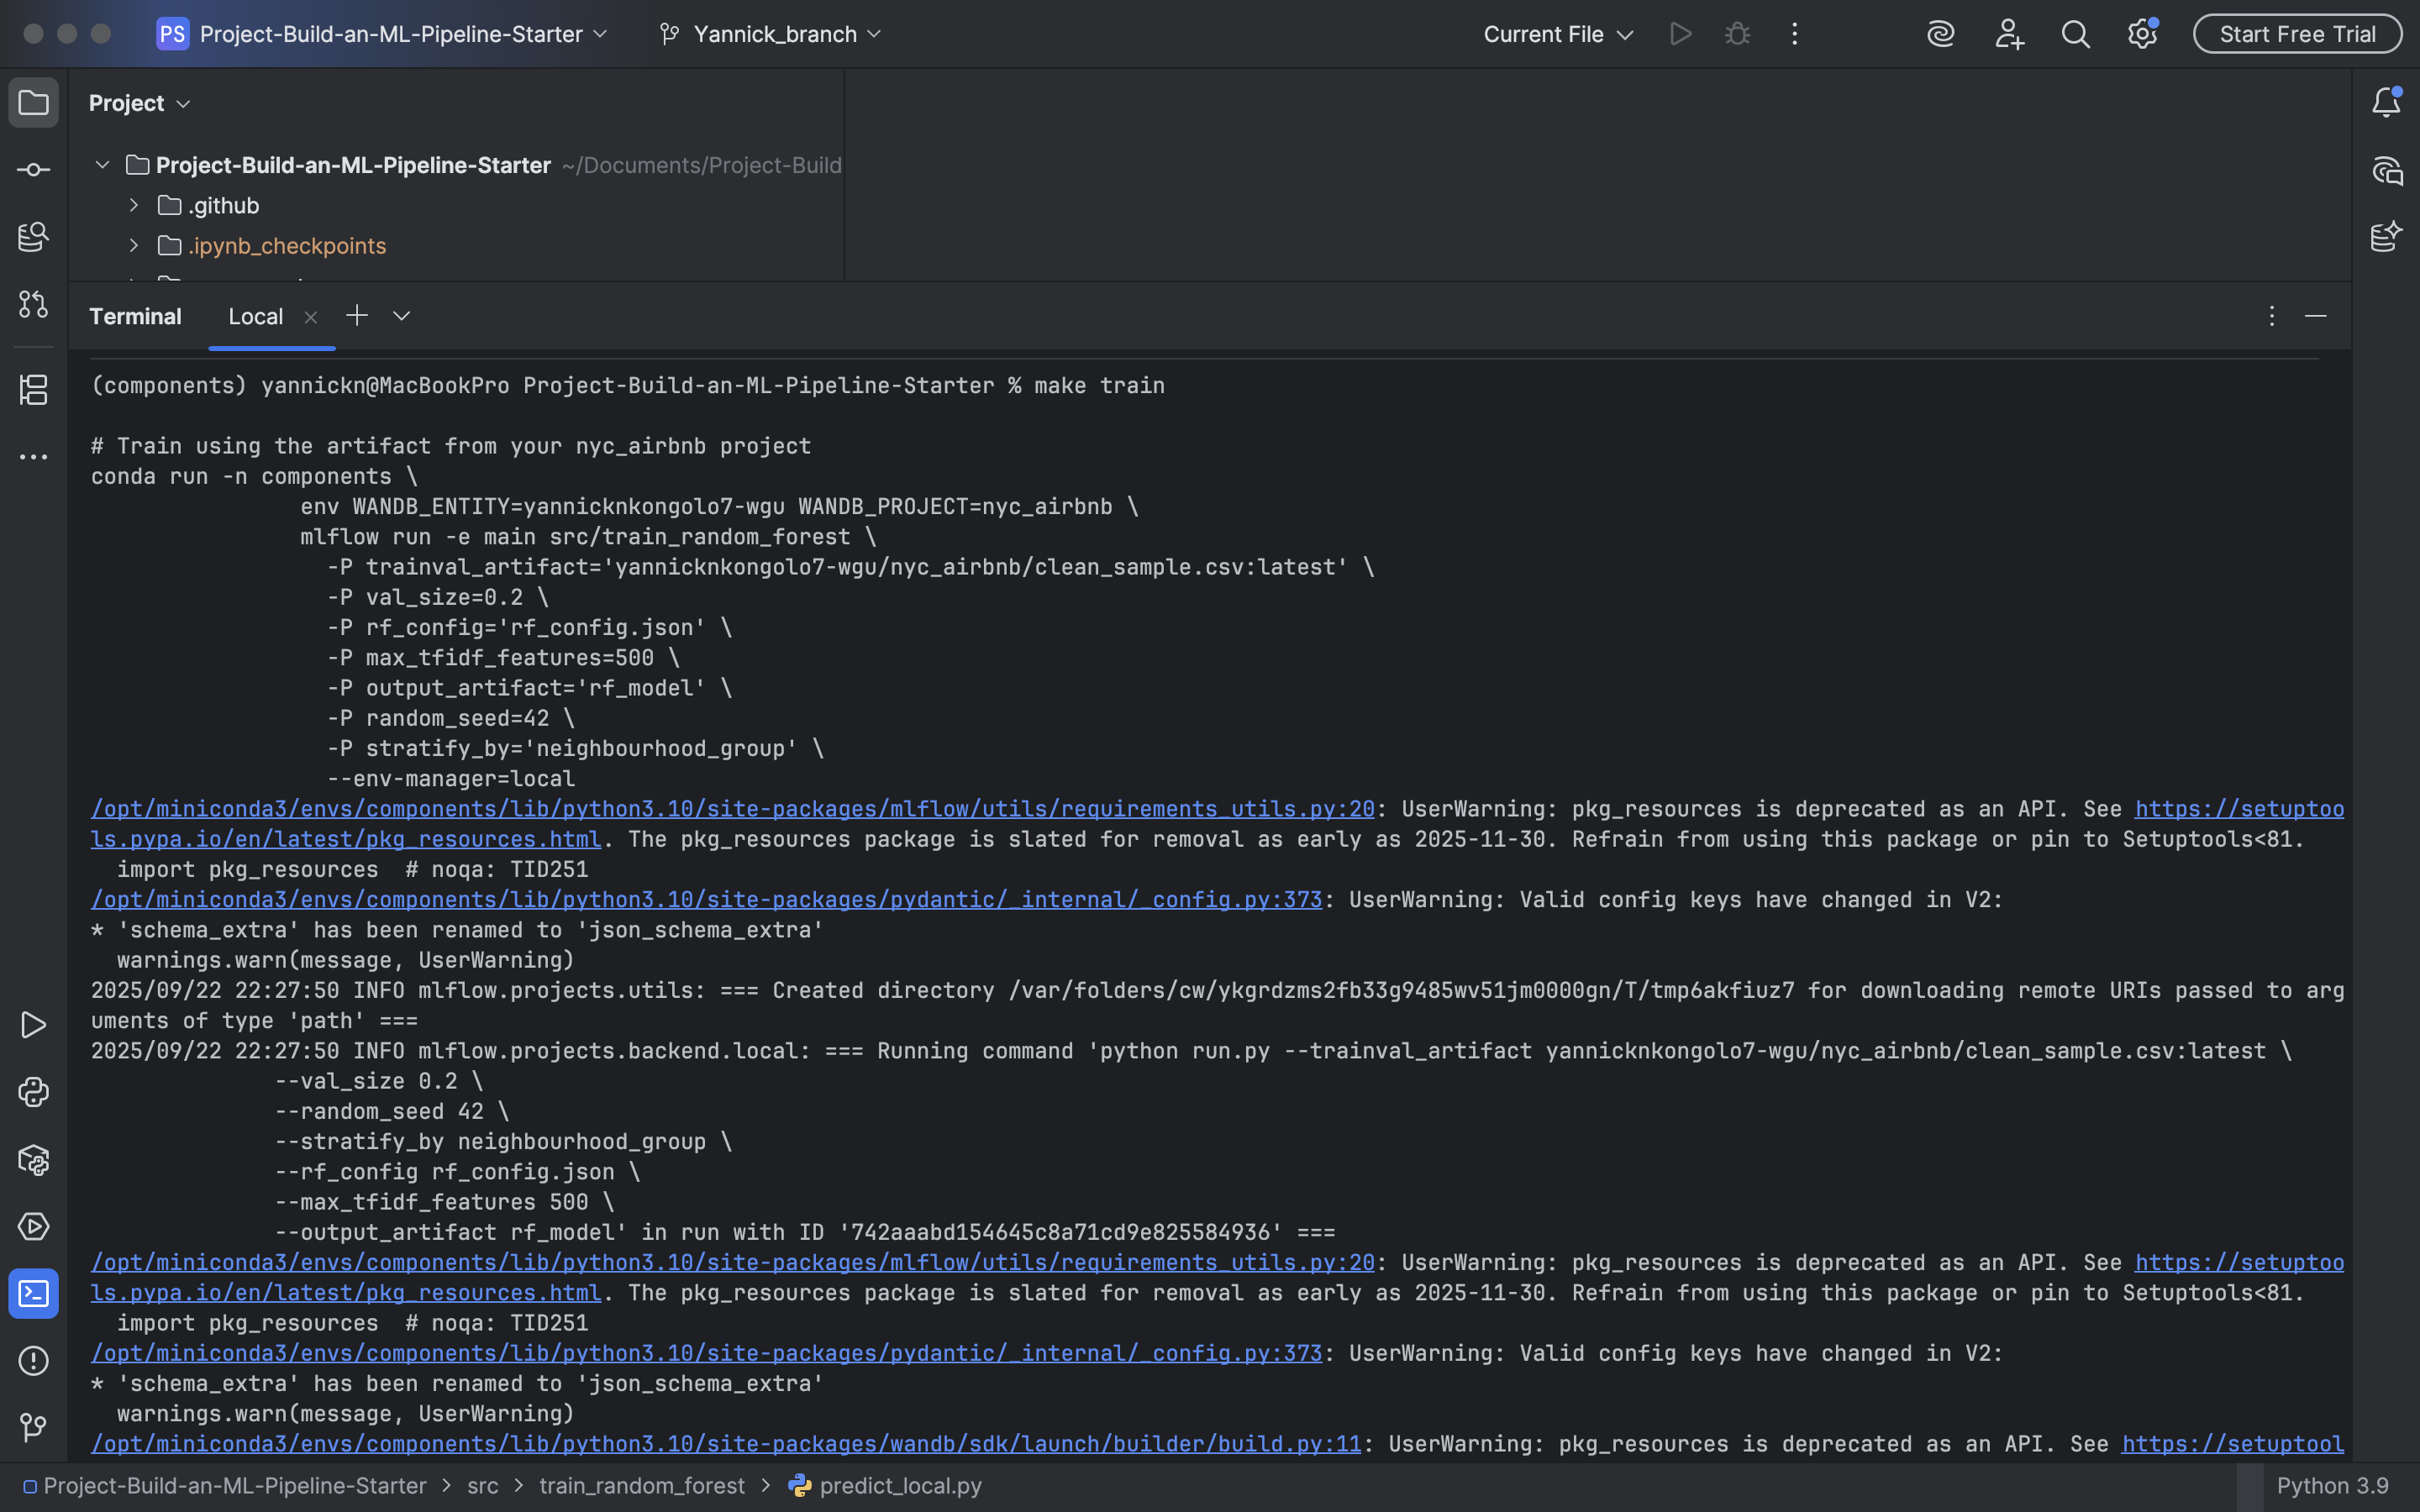 PS Project-Build-an-ML-Pipeline-Starter Yannick_branch Current File Start Free Trial
Project
Project-Build-an-ML-Pipeline-Starter ~/Documents/Project-Build
.github
.ipynb_checkpoints
Terminal Local
(components) yannickn@MacBookPro Project-Build-an-ML-Pipeline-Starter % make train
# Train using the artifact from your nyc_airbnb project
conda run -n components \
env WANDB_ENTITY=yannicknkongolo7-wgu WANDB_PROJECT=nyc_airbnb \
mlflow run -e main src/train_random_forest \
-P trainval_artifact='yannicknkongolo7-wgu/nyc_airbnb/clean_sample.csv:latest' \
-P val_size=0.2 \
-P rf_config='rf_config.json' \
-P max_tfidf_features=500 \
-P output_artifact='rf_model' \
-P random_seed=42 \
-P stratify_by='neighbourhood_group' \
--env-manager=local
/opt/miniconda3/envs/components/lib/python3.10/site-packages/mlflow/utils/requirements_utils.py:20: UserWarning: pkg_resources is deprecated as an API. See https://setuptoo
ls.pypa.io/en/latest/pkg_resources.html. The pkg_resources package is slated for removal as early as 2025-11-30. Refrain from using this package or pin to Setuptools<81.
import pkg_resources  # noqa: TID251
/opt/miniconda3/envs/components/lib/python3.10/site-packages/pydantic/_internal/_config.py:373: UserWarning: Valid config keys have changed in V2:
* 'schema_extra' has been renamed to 'json_schema_extra'
warnings.warn(message, UserWarning)
2025/09/22 22:27:50 INFO mlflow.projects.utils: === Created directory /var/folders/cw/ykgrdzms2fb33g9485wv51jm0000gn/T/tmp6akfiuz7 for downloading remote URIs passed to arg
uments of type 'path' ===
2025/09/22 22:27:50 INFO mlflow.projects.backend.local: === Running command 'python run.py --trainval_artifact yannicknkongolo7-wgu/nyc_airbnb/clean_sample.csv:latest \
--val_size 0.2 \
--random_seed 42 \
--stratify_by neighbourhood_group \
--rf_config rf_config.json \
--max_tfidf_features 500 \
--output_artifact rf_model' in run with ID '742aaabd154645c8a71cd9e825584936' ===
/opt/miniconda3/envs/components/lib/python3.10/site-packages/mlflow/utils/requirements_utils.py:20: UserWarning: pkg_resources is deprecated as an API. See https://setuptoo
ls.pypa.io/en/latest/pkg_resources.html. The pkg_resources package is slated for removal as early as 2025-11-30. Refrain from using this package or pin to Setuptools<81.
import pkg_resources  # noqa: TID251
/opt/miniconda3/envs/components/lib/python3.10/site-packages/pydantic/_internal/_config.py:373: UserWarning: Valid config keys have changed in V2:
* 'schema_extra' has been renamed to 'json_schema_extra'
warnings.warn(message, UserWarning)
/opt/miniconda3/envs/components/lib/python3.10/site-packages/wandb/sdk/launch/builder/build.py:11: UserWarning: pkg_resources is deprecated as an API. See https://setuptool
Project-Build-an-ML-Pipeline-Starter > src > train_random_forest > predict_local.py Python 3.9